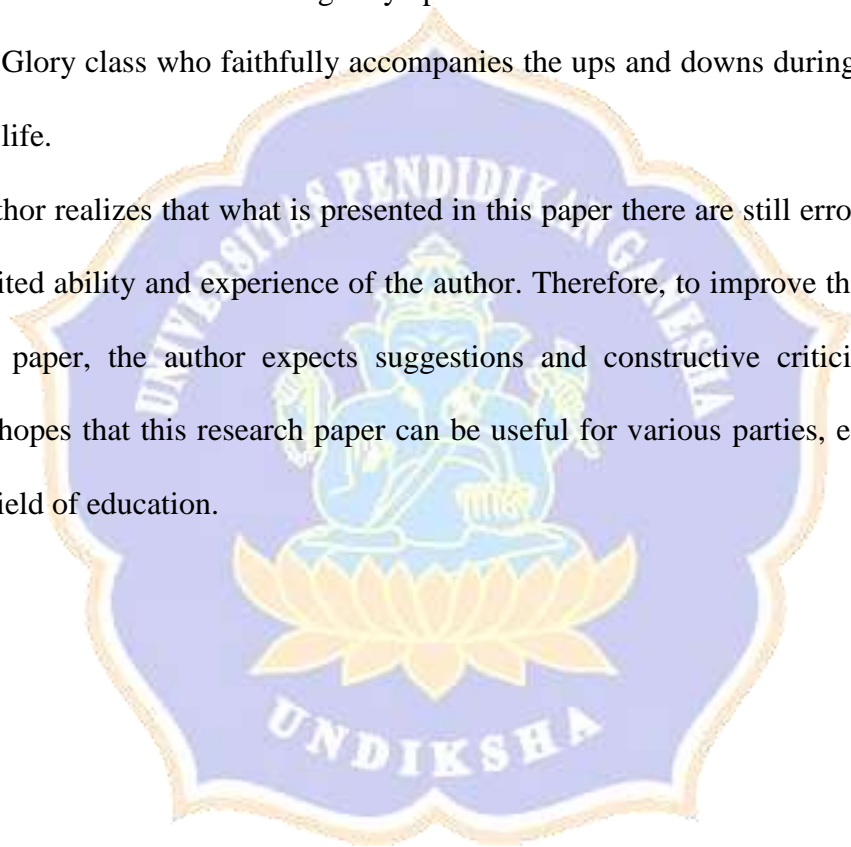 Glory class who faithfully accompanies the ups and downs during
life.
thor realizes that what is presented in this paper there are still erro
ited ability and experience of the author. Therefore, to improve th
paper, the author expects suggestions and constructive critici
hopes that this research paper can be useful for various parties, e
ield of education.
UNIVERSITAS PENDIDIKAN GANESHA
UNDIKSHA